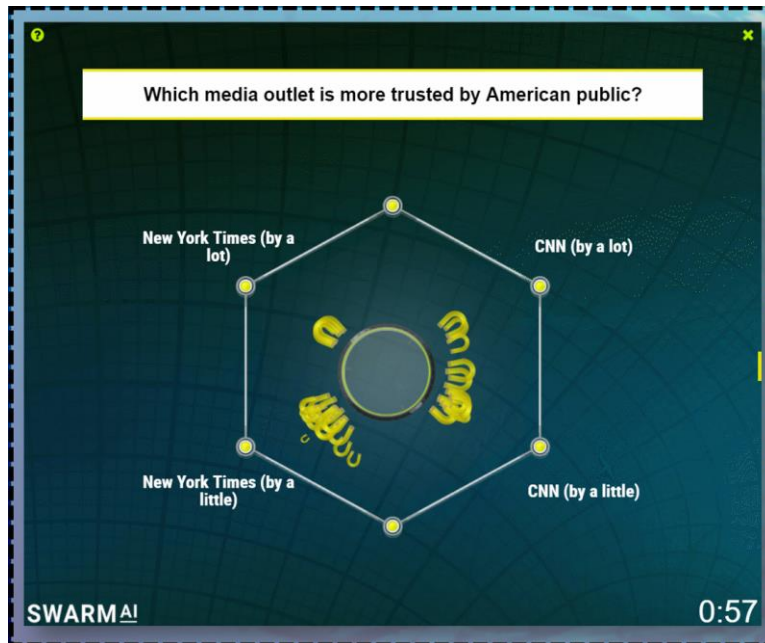 ?
Which media outlet is more trusted by American public?
New York Times (by a
lot)
CNN (by a lot)
New York Times (by a
little)
CNN (by a little)
SWARM AI
0:57